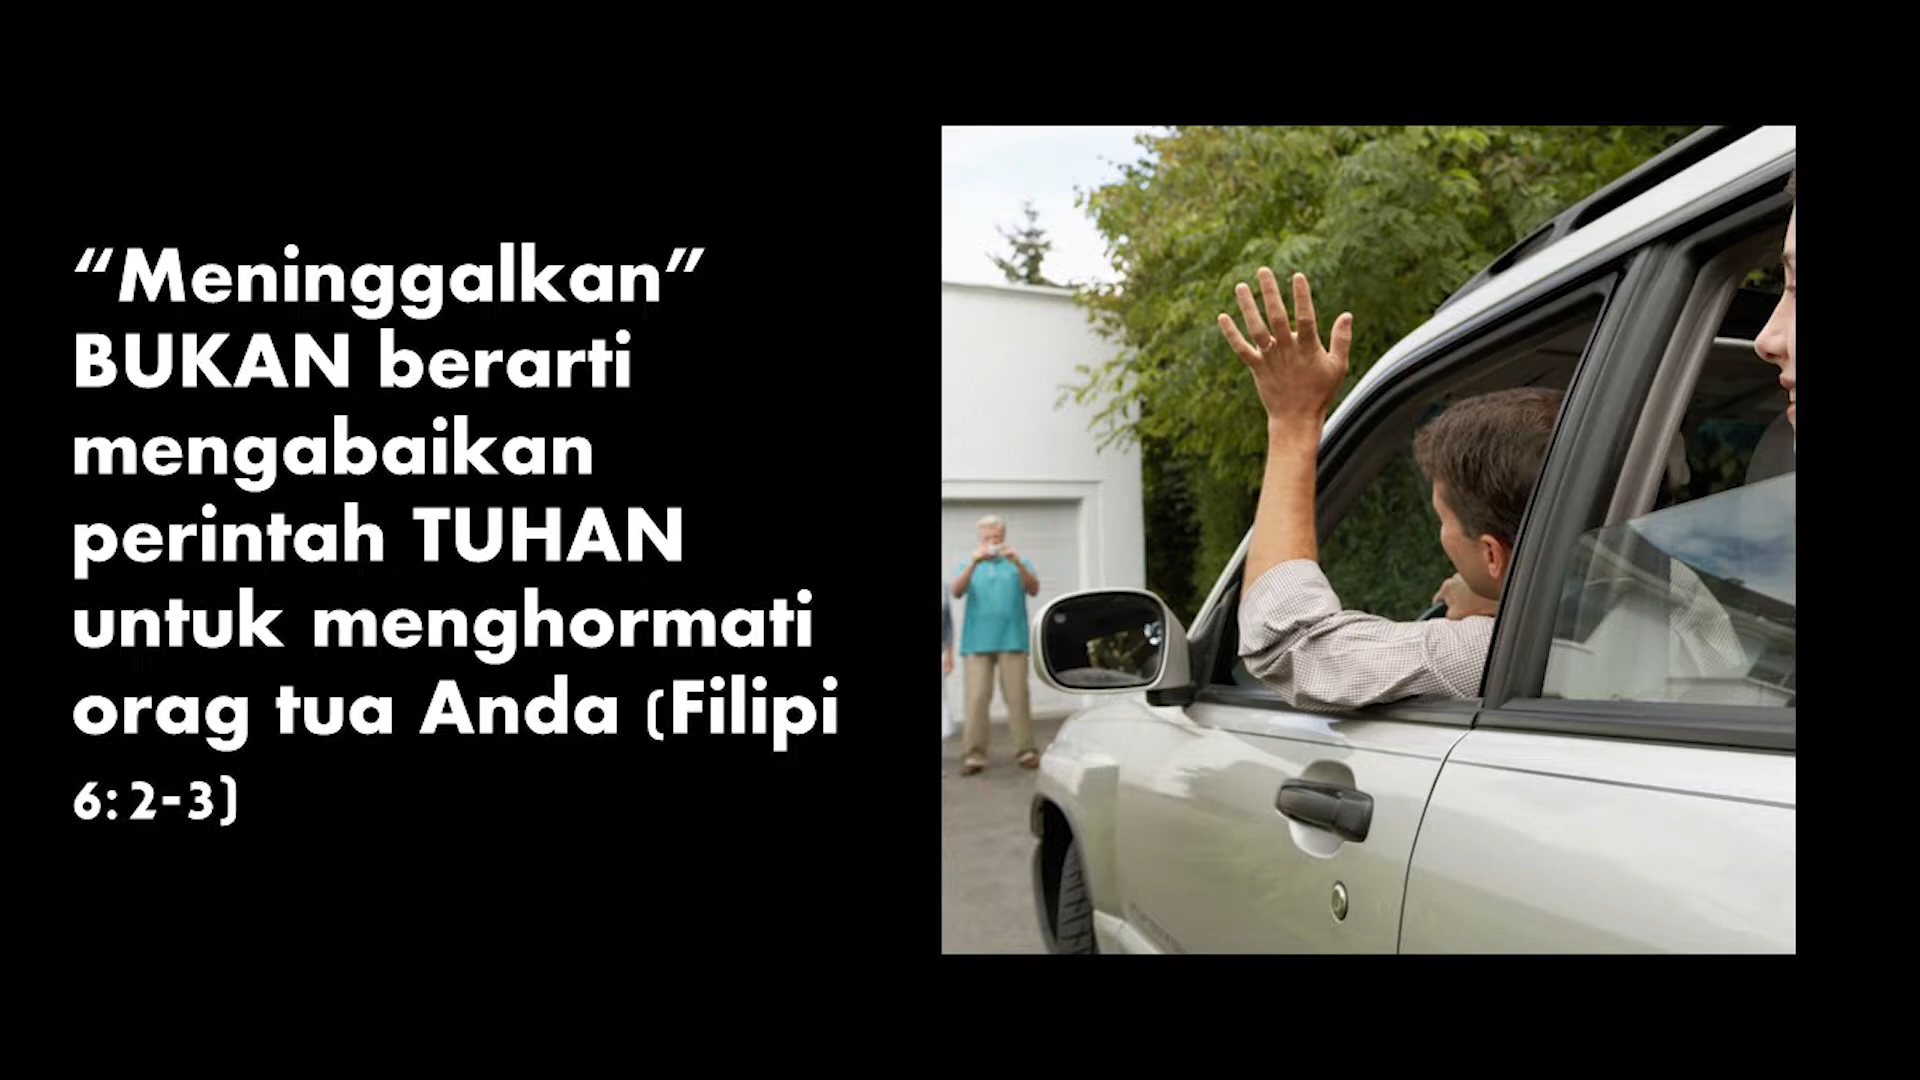 “Meninggalkan”
BUKAN berarti
mengabaikan
perintah TUHAN
untuk menghormati
orag tua Anda (Filipi
6:2-3)